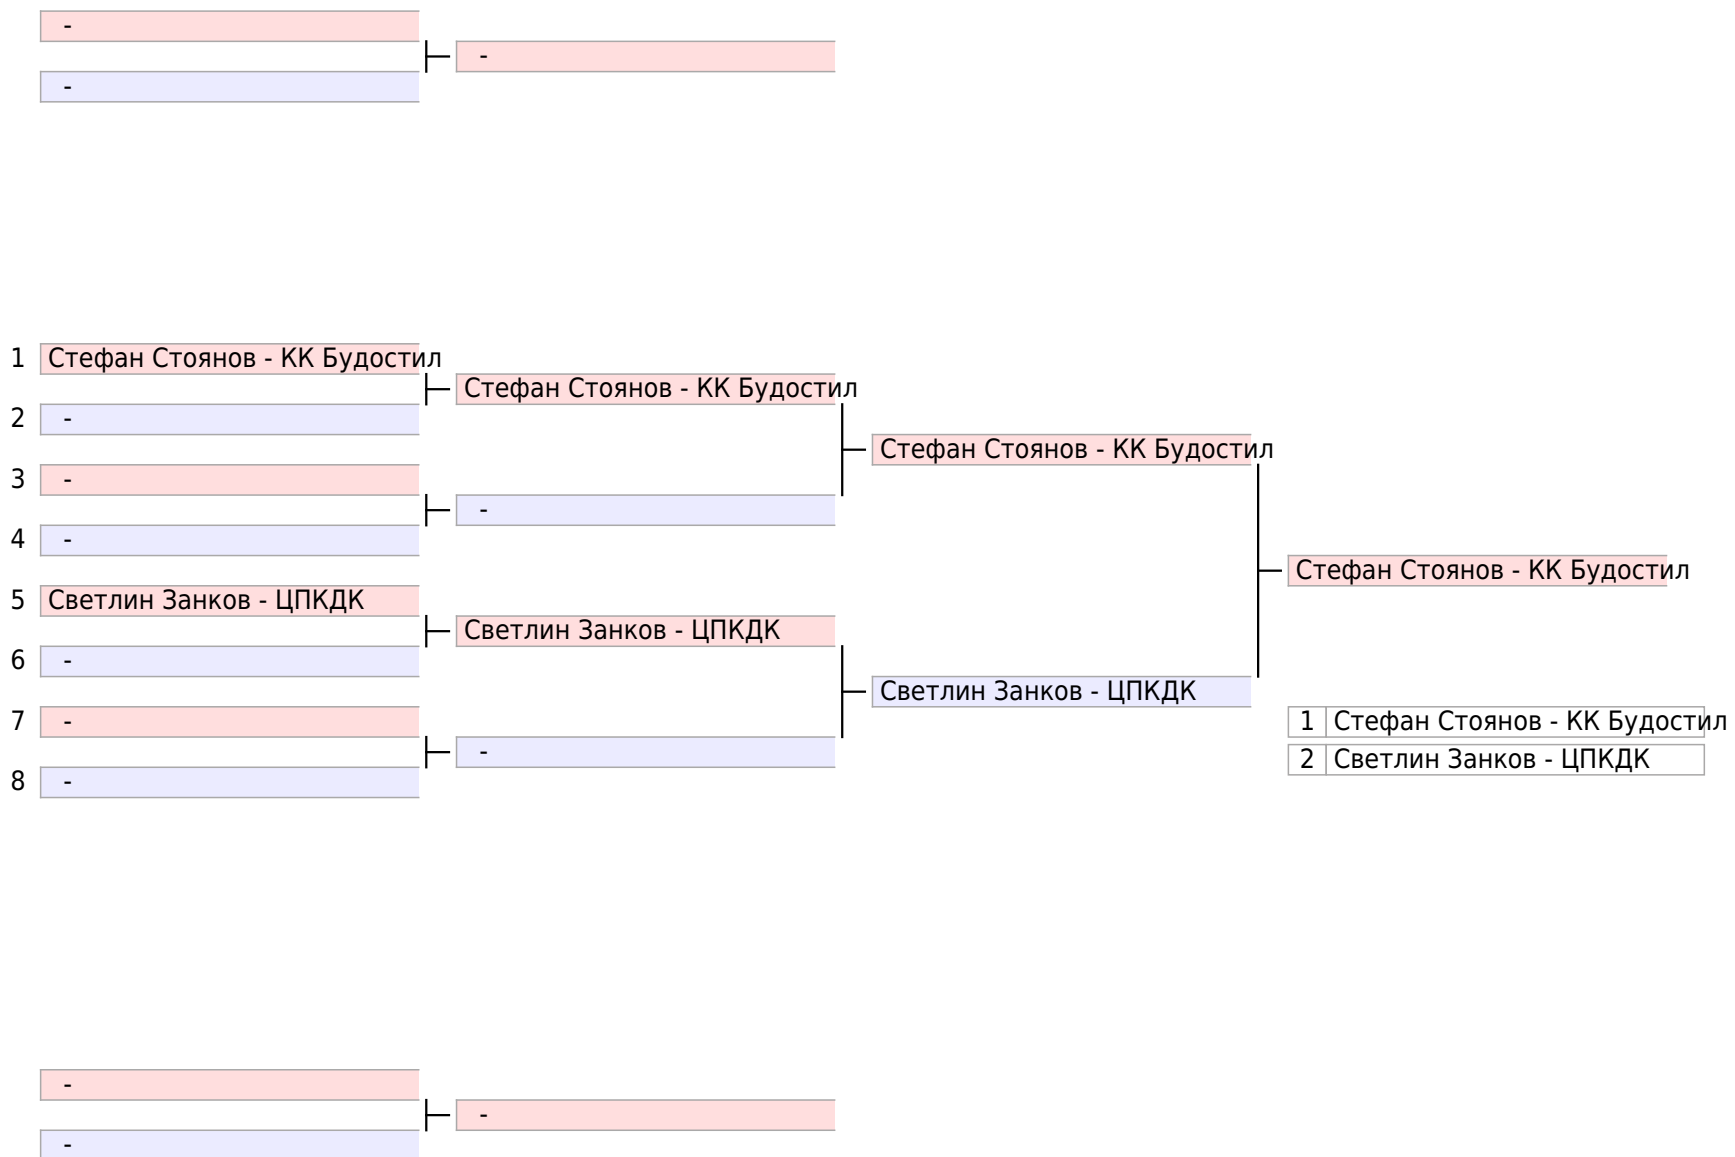 -
-
-
1 Стефан Стоянов - КК Будостил
Стефан Стоянов - КК Будостил
2 -
Стефан Стоянов - КК Будостил
3 -
-
4 -
Стефан Стоянов - КК Будостил
5 Светлин Занков - ЦПКДК
Светлин Занков - ЦПКДК
6 -
Светлин Занков - ЦПКДК
7 -
1 Стефан Стоянов - КК Будостил
-
2 Светлин Занков - ЦПКДК
8 -
-
-
-